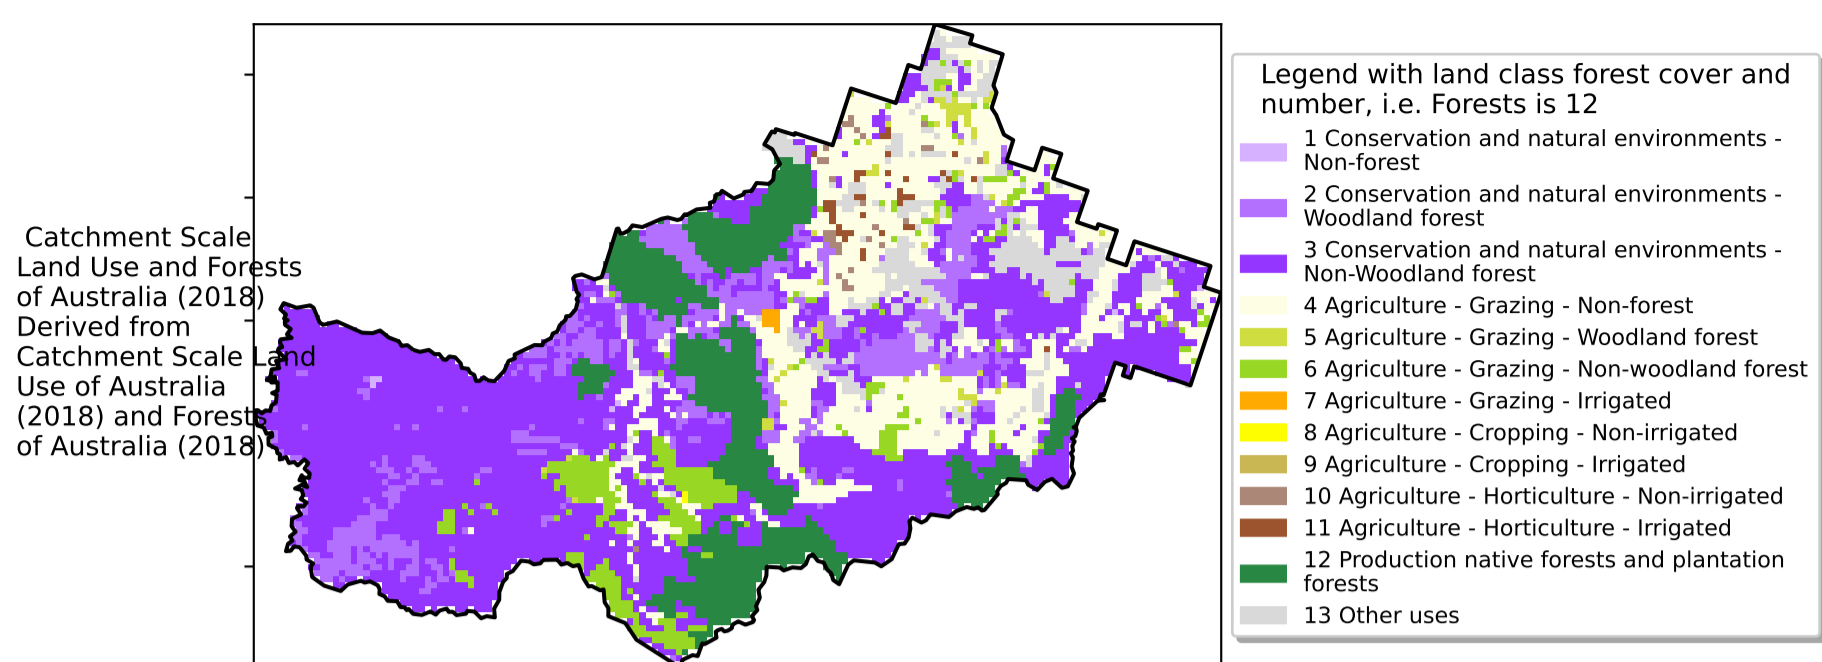 Catchment Scale
Land Use and Forests
of Australia (2018)
Derived from
Catchment Scale Land
Use of Australia
(2018) and Forests
of Australia (2018)
Legend with land class forest cover and
number, i.e. Forests is 12
1 Conservation and natural environments -
Non-forest
2 Conservation and natural environments -
Woodland forest
3 Conservation and natural environments -
Non-Woodland forest
4 Agriculture - Grazing - Non-forest
5 Agriculture - Grazing - Woodland forest
6 Agriculture - Grazing - Non-woodland forest
7 Agriculture - Grazing - Irrigated
8 Agriculture - Cropping - Non-irrigated
9 Agriculture - Cropping - Irrigated
10 Agriculture - Horticulture - Non-irrigated
11 Agriculture - Horticulture - Irrigated
12 Production native forests and plantation
forests
13 Other uses